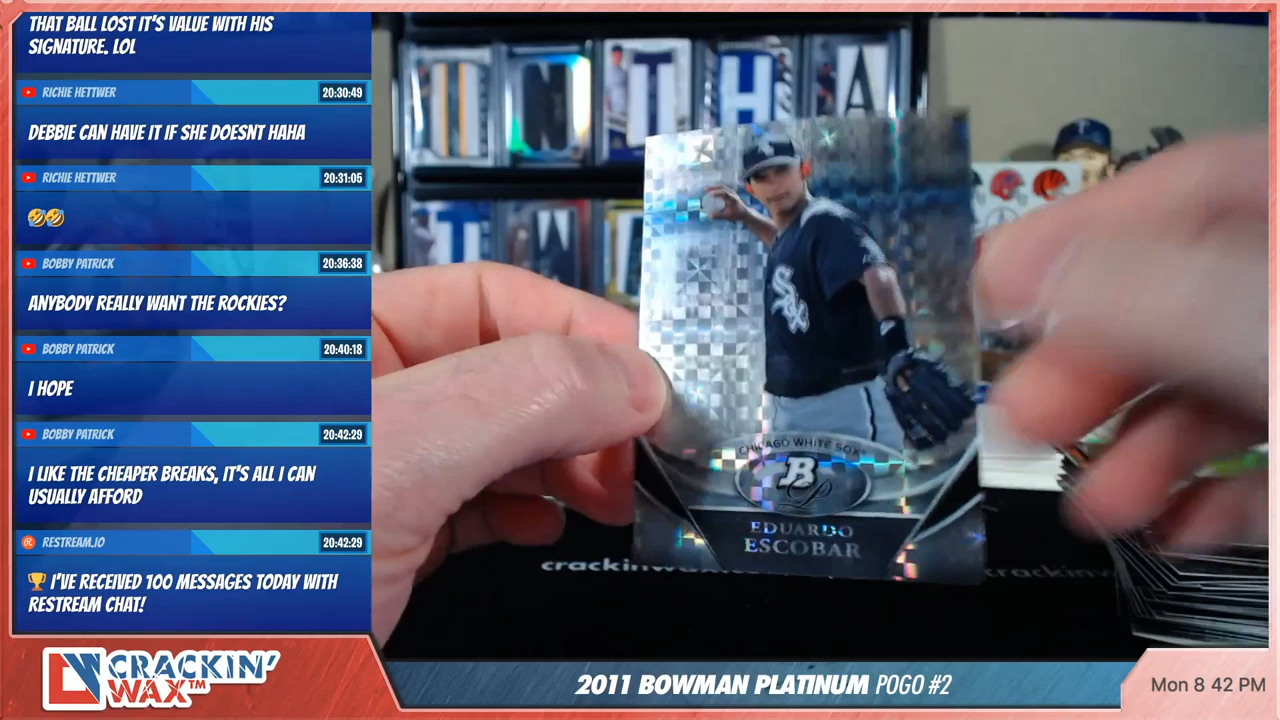 THAT BALL LOST IT'S VALUE WITH HIS
SIGNATURE. LOL
RICHIE HETTWER
20:30:49
DEBBIE CAN HAVE IT IF SHE DOESNT HAHA
RICHIE HETTWER
20:31:05
🤣🤣
BOBBY PATRICK
20:36:38
ANYBODY REALLY WANT THE ROCKIES?
BOBBY PATRICK
20:40:18
I HOPE
BOBBY PATRICK
20:42:29
I LIKE THE CHEAPER BREAKS, IT'S ALL I CAN
USUALLY AFFORD
RESTREAM.IO
20:42:29
🏆 I'VE RECEIVED 100 MESSAGES TODAY WITH
RESTREAM CHAT!
CRACKIN'
WAX™
N T H A
T W
SOX
CHICAGO WHITE SOX
B
P
EDUARDO
ESCOBAR
crackinwax
crackinw
2011 BOWMAN PLATINUM POGO #2
Mon 8 42 PM